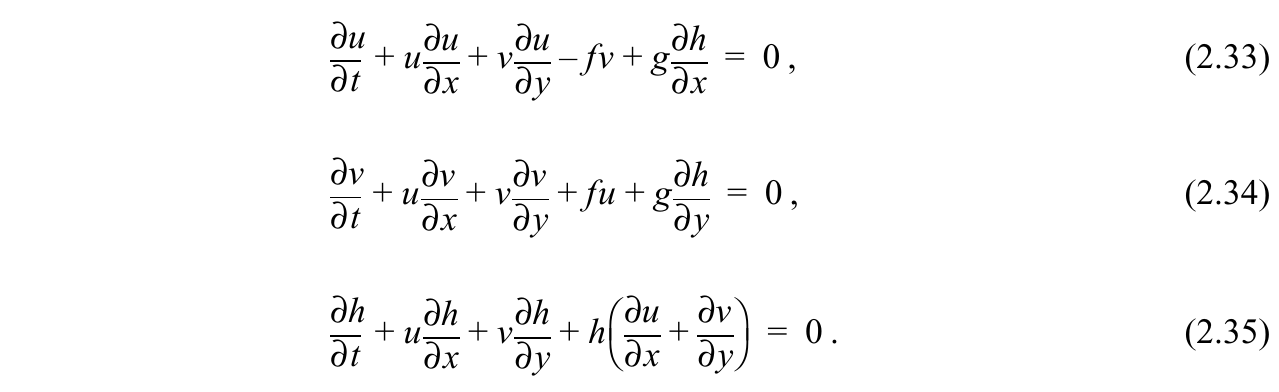 ∂u/∂t + u ∂u/∂x + v ∂u/∂y – fv + g ∂h/∂x = 0 , (2.33)
∂v/∂t + u ∂v/∂x + v ∂v/∂y + fu + g ∂h/∂y = 0 , (2.34)
∂h/∂t + u ∂h/∂x + v ∂h/∂y + h(∂u/∂x + ∂v/∂y) = 0 . (2.35)